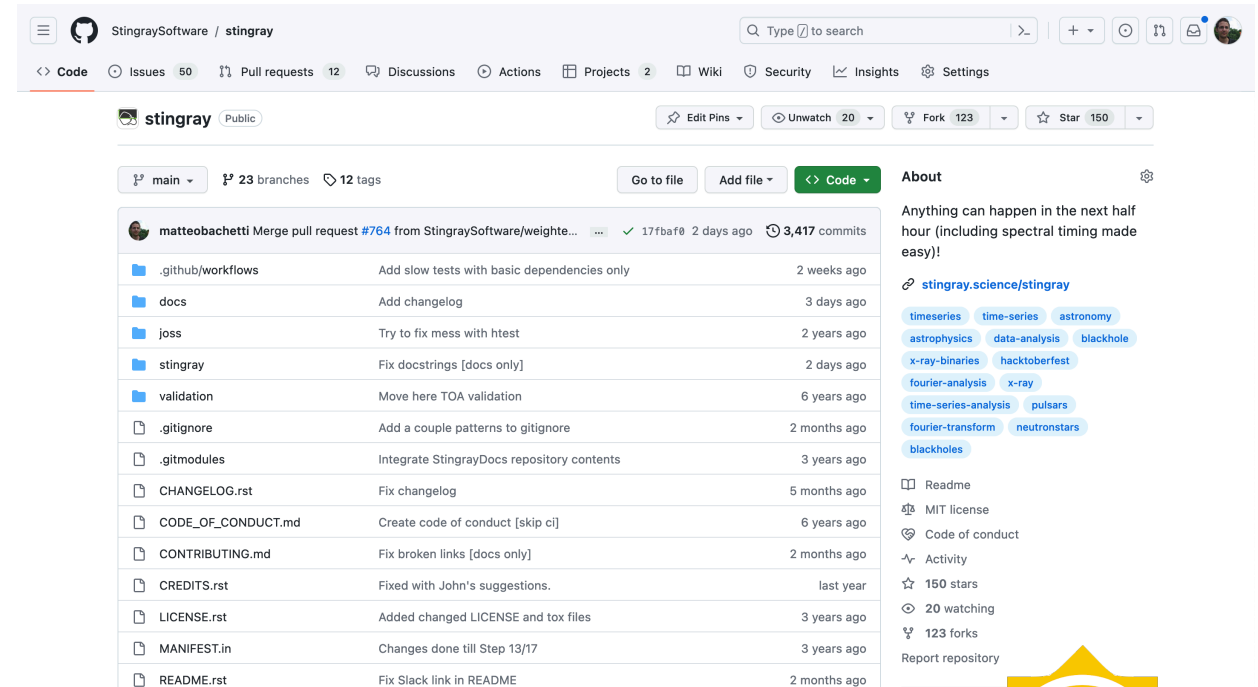 StingraySoftware / stingray
Type / to search
Code Issues 50 Pull requests 12 Discussions Actions Projects 2 Wiki Security Insights Settings
stingray Public Edit Pins Unwatch 20 Fork 123 Star 150
main 23 branches 12 tags Go to file Add file Code
matteobachetti Merge pull request #764 from StingraySoftware/weighte... ... 17fbaf0 2 days ago 3,417 commits
.github/workflows Add slow tests with basic dependencies only 2 weeks ago
docs Add changelog 3 days ago
joss Try to fix mess with htest 2 years ago
stingray Fix docstrings [docs only] 2 days ago
validation Move here TOA validation 6 years ago
.gitignore Add a couple patterns to gitignore 2 months ago
.gitmodules Integrate StingrayDocs repository contents 3 years ago
CHANGELOG.rst Fix changelog 5 months ago
CODE_OF_CONDUCT.md Create code of conduct [skip ci] 6 years ago
CONTRIBUTING.md Fix broken links [docs only] 2 months ago
CREDITS.rst Fixed with John's suggestions. last year
LICENSE.rst Added changed LICENSE and tox files 3 years ago
MANIFEST.in Changes done till Step 13/17 3 years ago
README.rst Fix Slack link in README 2 months ago
About
Anything can happen in the next half
hour (including spectral timing made
easy)!
stingray.science/stingray
timeseries time-series astronomy
astrophysics data-analysis blackhole
x-ray-binaries hacktoberfest
fourier-analysis x-ray
time-series-analysis pulsars
fourier-transform neutronstars
blackholes
Readme
MIT license
Code of conduct
Activity
150 stars
20 watching
123 forks
Report repository